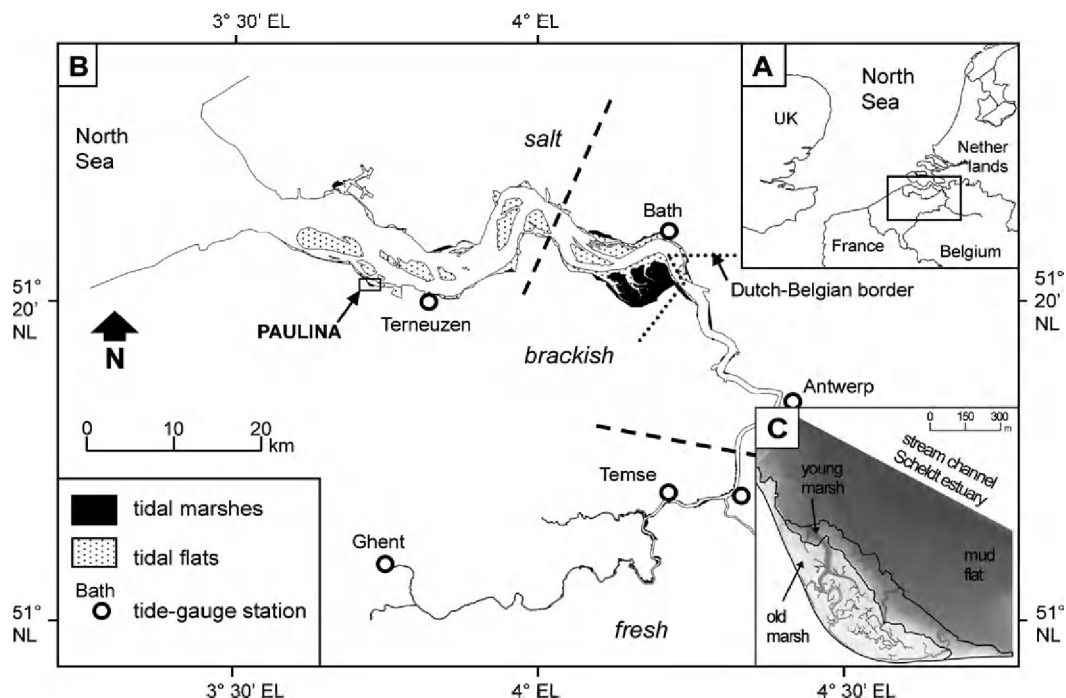 3° 30' EL
4° EL
B
A
North
Sea
UK
Nether
lands
France
Belgium
North
Sea
salt
Bath
51°
20'
NL
51°
20'
NL
Dutch-Belgian border
PAULINA
Terneuzen
N
brackish
Antwerp
0 10 20
km
C
0 150 300
m
stream channel
Scheldt estuary
young
marsh
mud
flat
old
marsh
Temse
tidal marshes
tidal flats
Bath
tide-gauge station
Ghent
fresh
51°
NL
51°
NL
3° 30' EL
4° EL
4° 30' EL